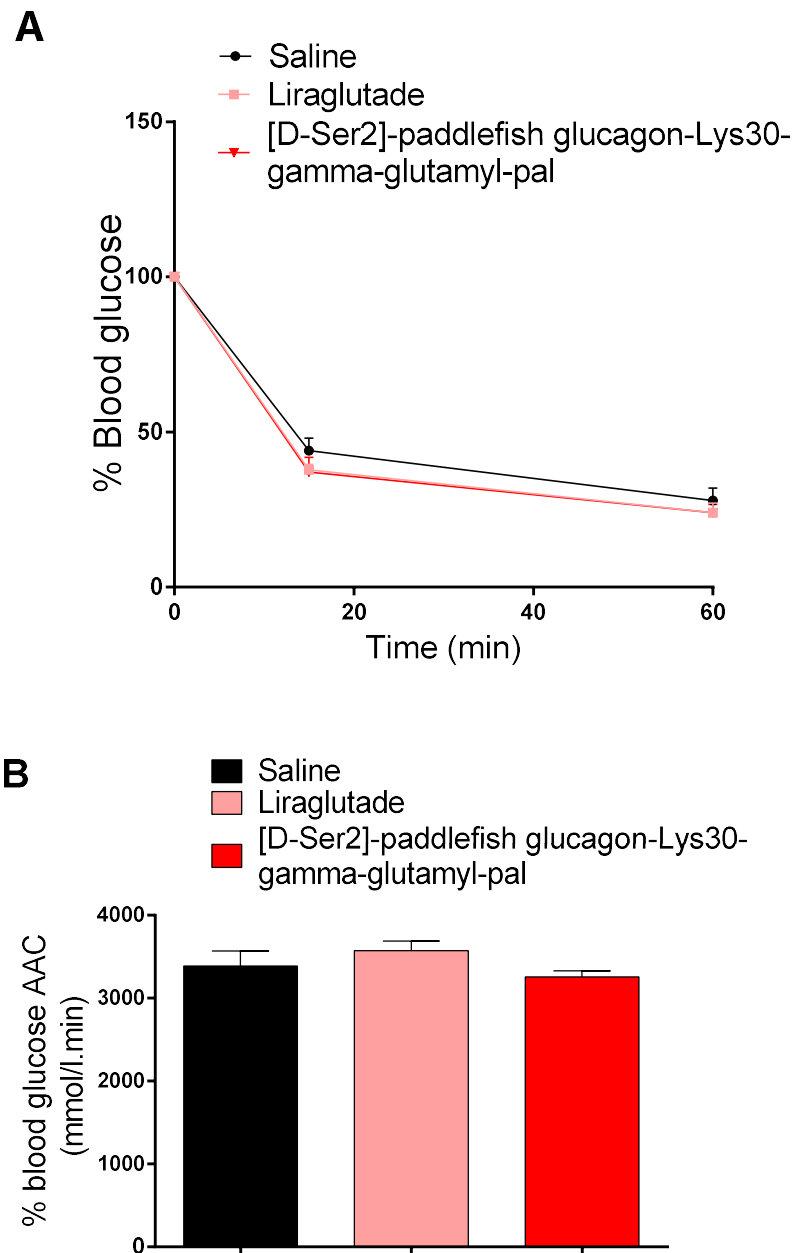 A
Saline
Liraglutade
[D-Ser2]-paddlefish glucagon-Lys30-
gamma-glutamyl-pal
150
100
50
0
% Blood glucose
0 20 40 60
Time (min)
B
Saline
Liraglutade
[D-Ser2]-paddlefish glucagon-Lys30-
gamma-glutamyl-pal
% blood glucose AAC
(mmol/l.min)
4000
3000
2000
1000
0